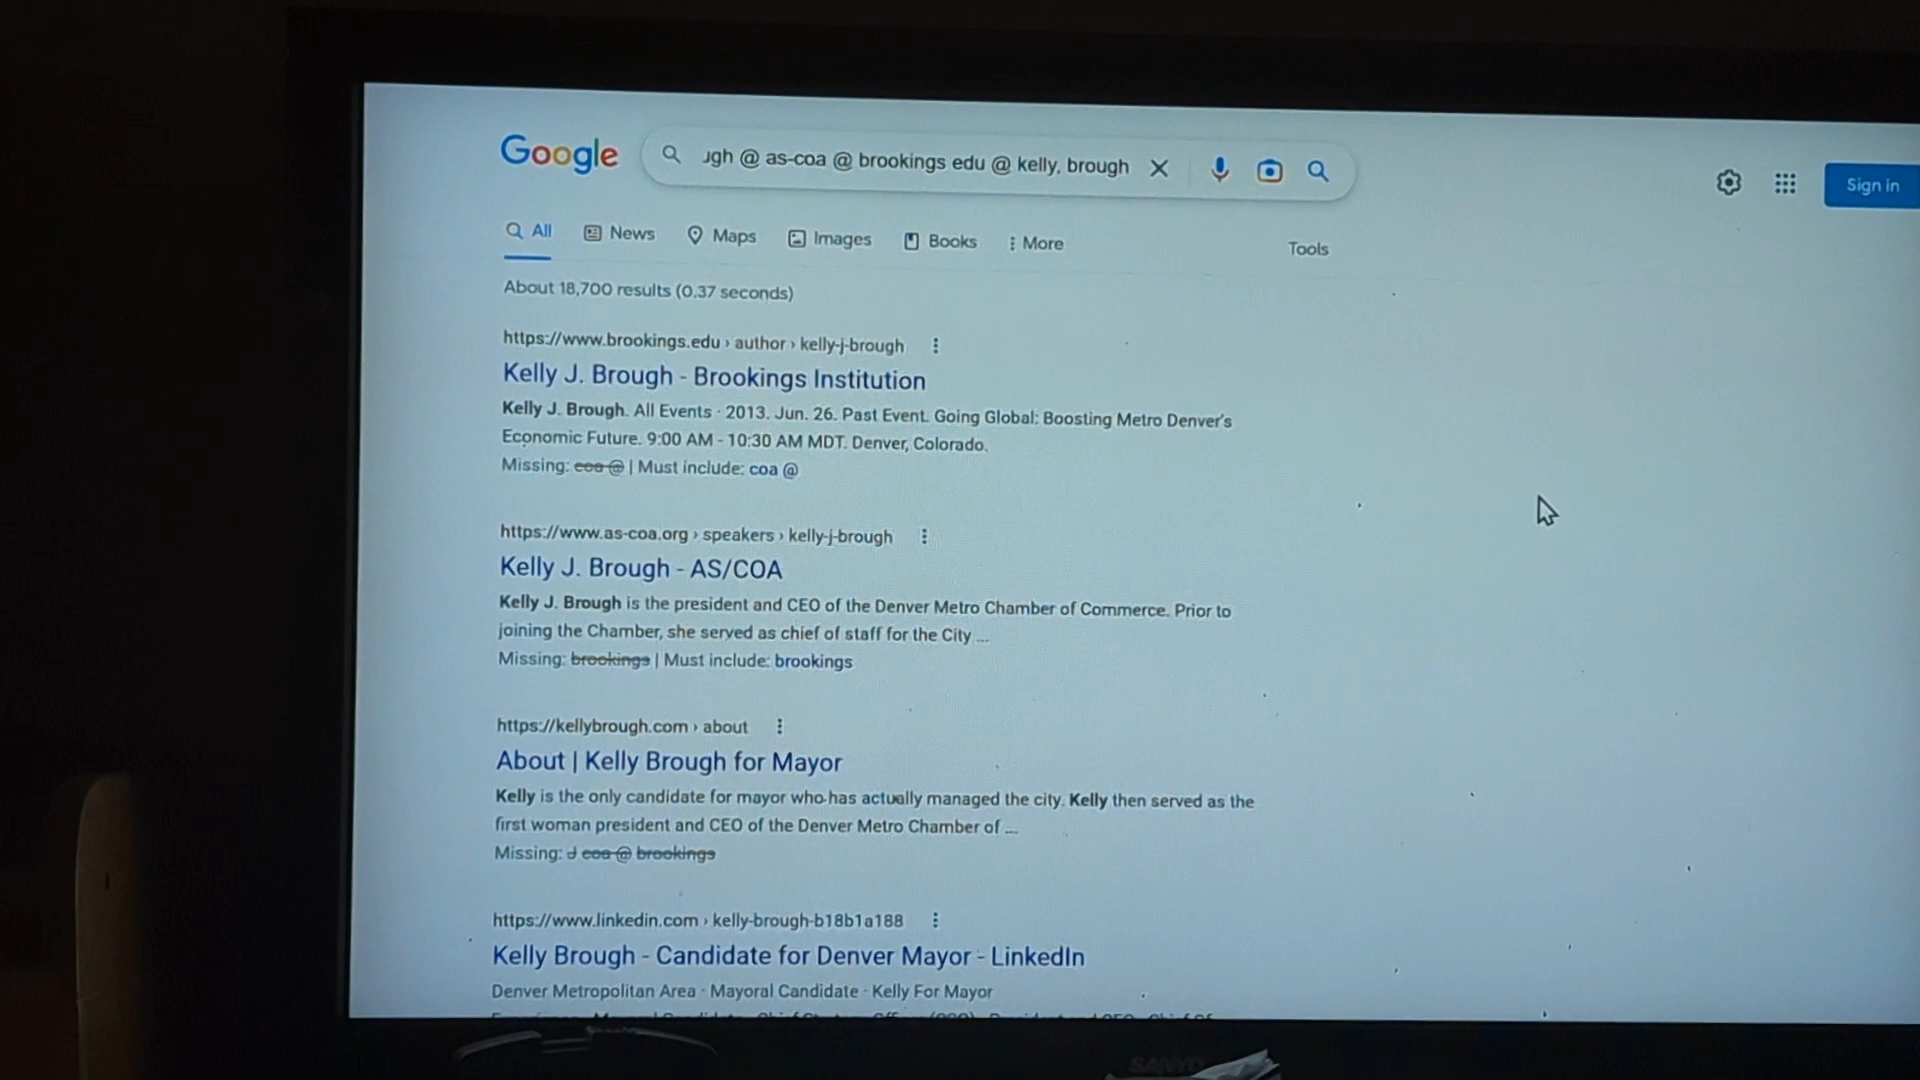 Google
ugh @ as-coa @ brookings edu @ kelly, brough
Sign in
All News Maps Images Books More Tools
About 18,700 results (0.37 seconds)
https://www.brookings.edu › author › kelly-j-brough
Kelly J. Brough - Brookings Institution
Kelly J. Brough. All Events · 2013. Jun. 26. Past Event. Going Global: Boosting Metro Denver's
Economic Future. 9:00 AM - 10:30 AM MDT. Denver, Colorado.
Missing: coa @ | Must include: coa @
https://www.as-coa.org › speakers › kelly-j-brough
Kelly J. Brough - AS/COA
Kelly J. Brough is the president and CEO of the Denver Metro Chamber of Commerce. Prior to
joining the Chamber, she served as chief of staff for the City ...
Missing: brookings | Must include: brookings
https://kellybrough.com › about
About | Kelly Brough for Mayor
Kelly is the only candidate for mayor who has actually managed the city. Kelly then served as the
first woman president and CEO of the Denver Metro Chamber of ...
Missing: J coa @ brookings
https://www.linkedin.com › kelly-brough-b18b1a188
Kelly Brough - Candidate for Denver Mayor - LinkedIn
Denver Metropolitan Area · Mayoral Candidate · Kelly For Mayor
SANYO